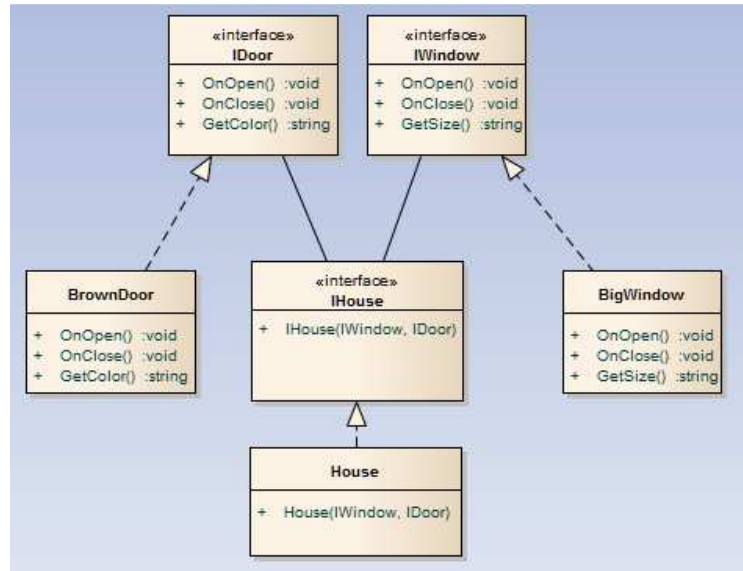 «interface»
IDoor
+ OnOpen() :void
+ OnClose() :void
+ GetColor() :string
«interface»
IWindow
+ OnOpen() :void
+ OnClose() :void
+ GetSize() :string
BrownDoor
+ OnOpen() :void
+ OnClose() :void
+ GetColor() :string
«interface»
IHouse
+ IHouse(IWindow, IDoor)
BigWindow
+ OnOpen() :void
+ OnClose() :void
+ GetSize() :string
House
+ House(IWindow, IDoor)